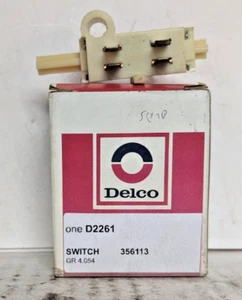 Delco
one D2261
SWITCH 356113
GR 4.054